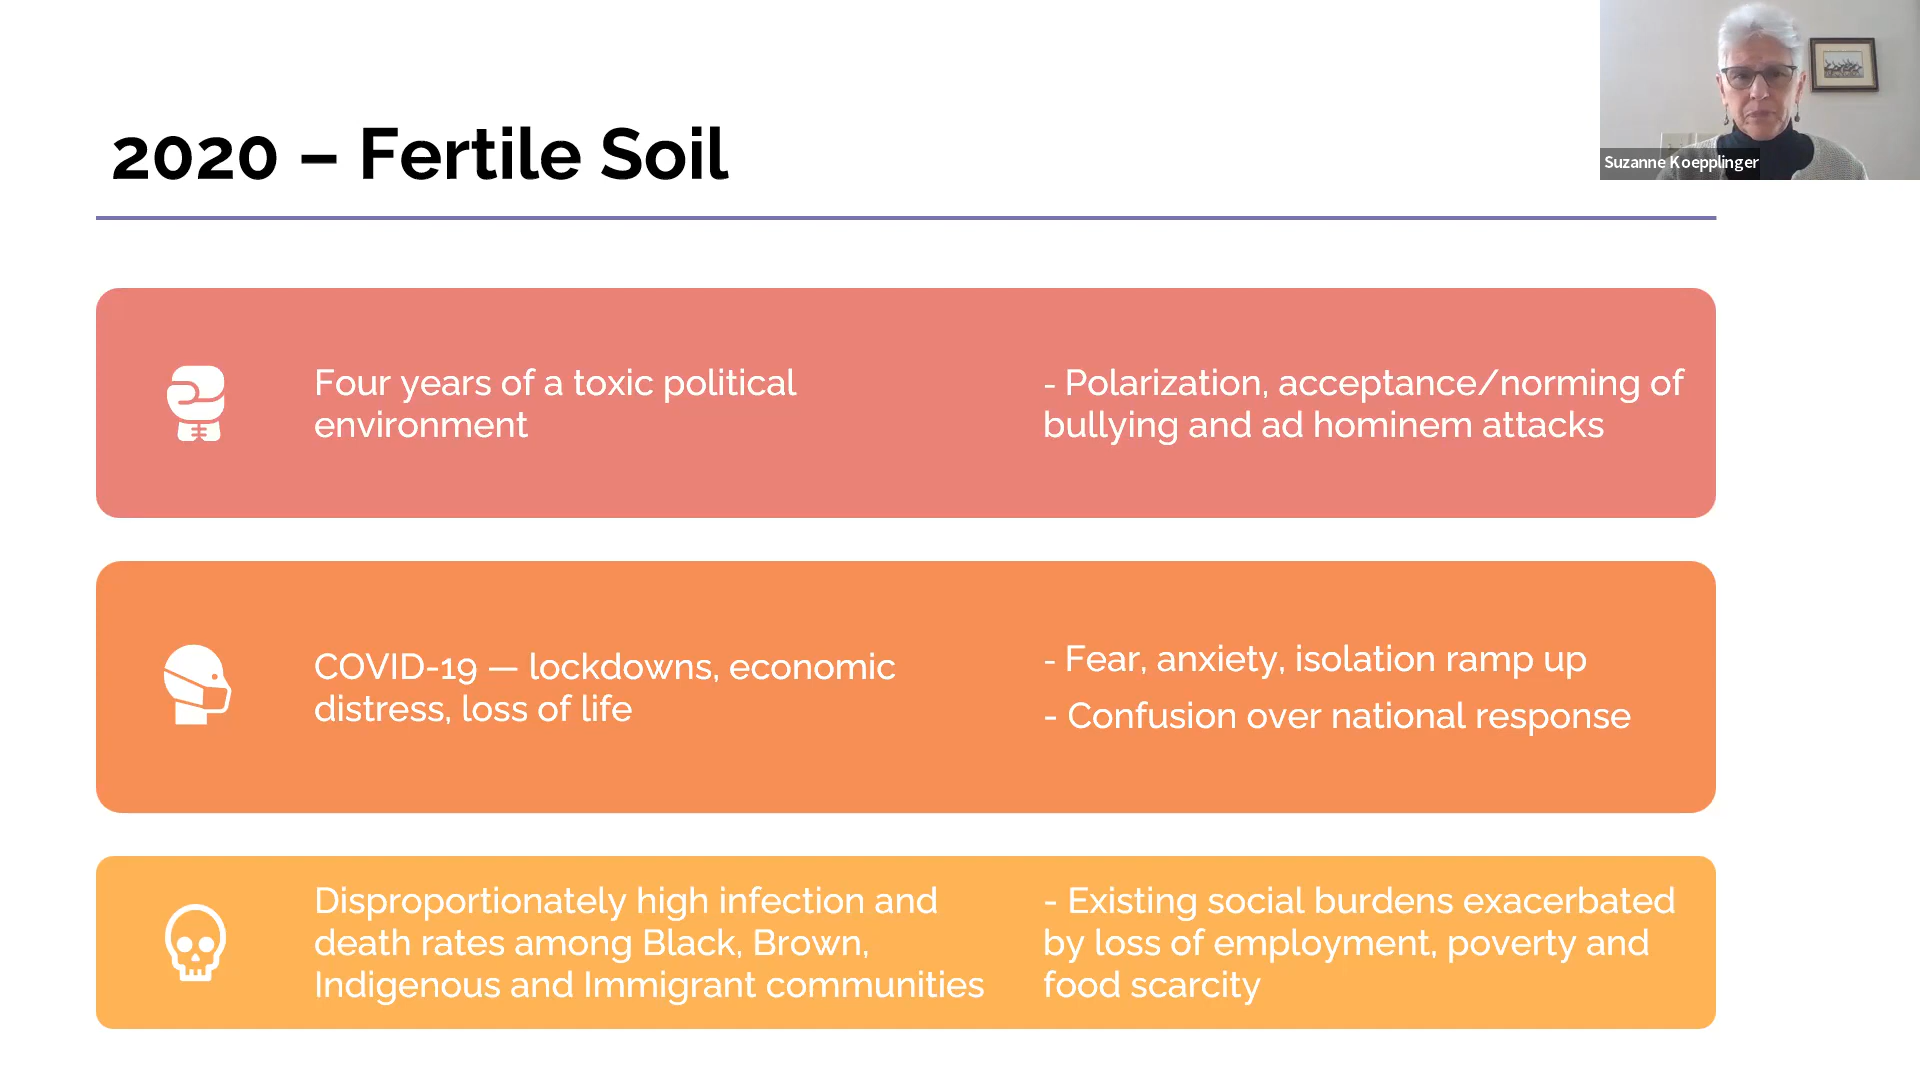 Suzanne Koepplinger
2020 – Fertile Soil
Four years of a toxic political
environment
- Polarization, acceptance/norming of
bullying and ad hominem attacks
COVID-19 — lockdowns, economic
distress, loss of life
- Fear, anxiety, isolation ramp up
- Confusion over national response
Disproportionately high infection and
death rates among Black, Brown,
Indigenous and Immigrant communities
- Existing social burdens exacerbated
by loss of employment, poverty and
food scarcity